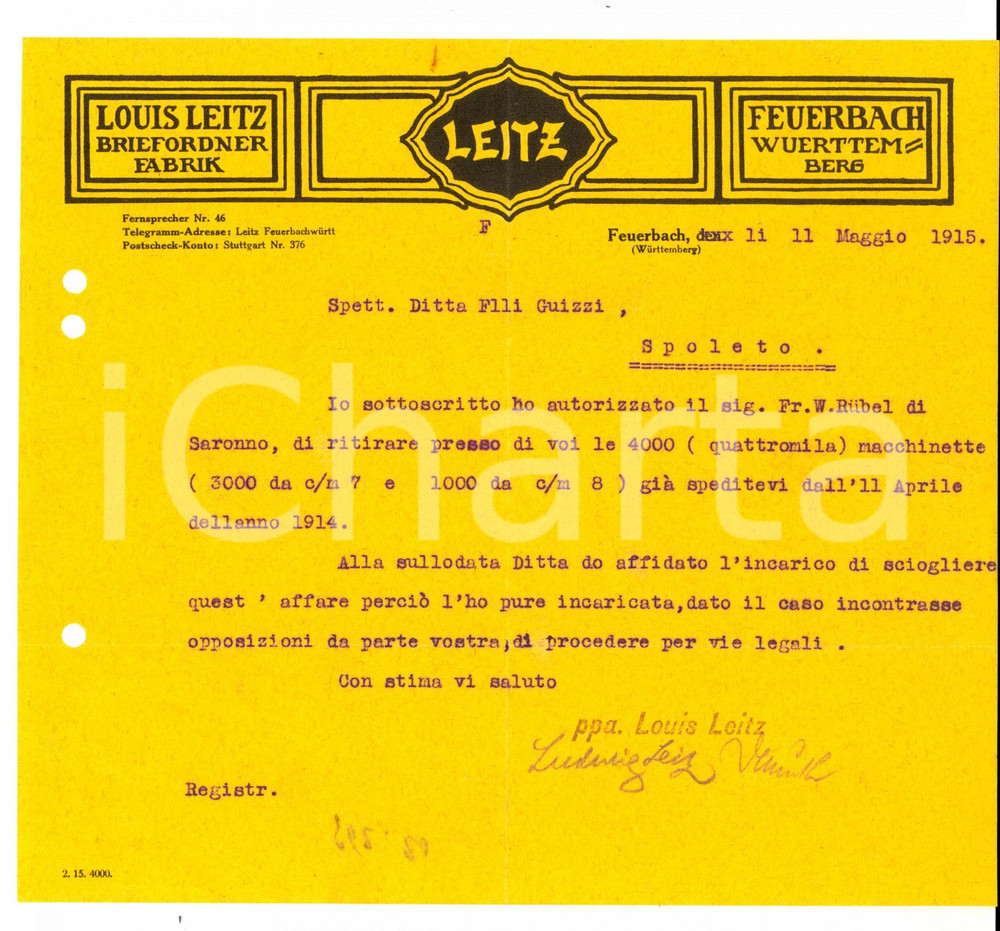 LOUIS LEITZ
BRIEFORDNER
FABRIK
LEITZ
FEUERBACH
WUERTTEM=
BERG
Fernsprecher Nr. 46
Telegramm-Adresse: Leitz Feuerbachwürtt
Postscheck-Konto: Stuttgart Nr. 376
F
Feuerbach, den li 11 Maggio 1915.
(Württemberg)
Spett. Ditta Flli Guizzi ,
Spoleto .
iCharta
Io sottoscritto ho autorizzato il sig. Fr.W.Rübel di
Saronno, di ritirare presso di voi le 4000 ( quattromila) macchinette
( 3000 da c/m 7 e 1000 da c/m 8 ) già speditevi dall'11 Aprile
dellanno 1914.
Alla sullodata Ditta do affidato l'incarico di sciogliere
quest ' affare perciò l'ho pure incaricata,dato il caso incontrasse
opposizioni da parte vostra,di procedere per vie legali .
Con stima vi saluto
ppa. Louis Leitz
Ludwig Leitz
Registr.
2. 15. 4000.